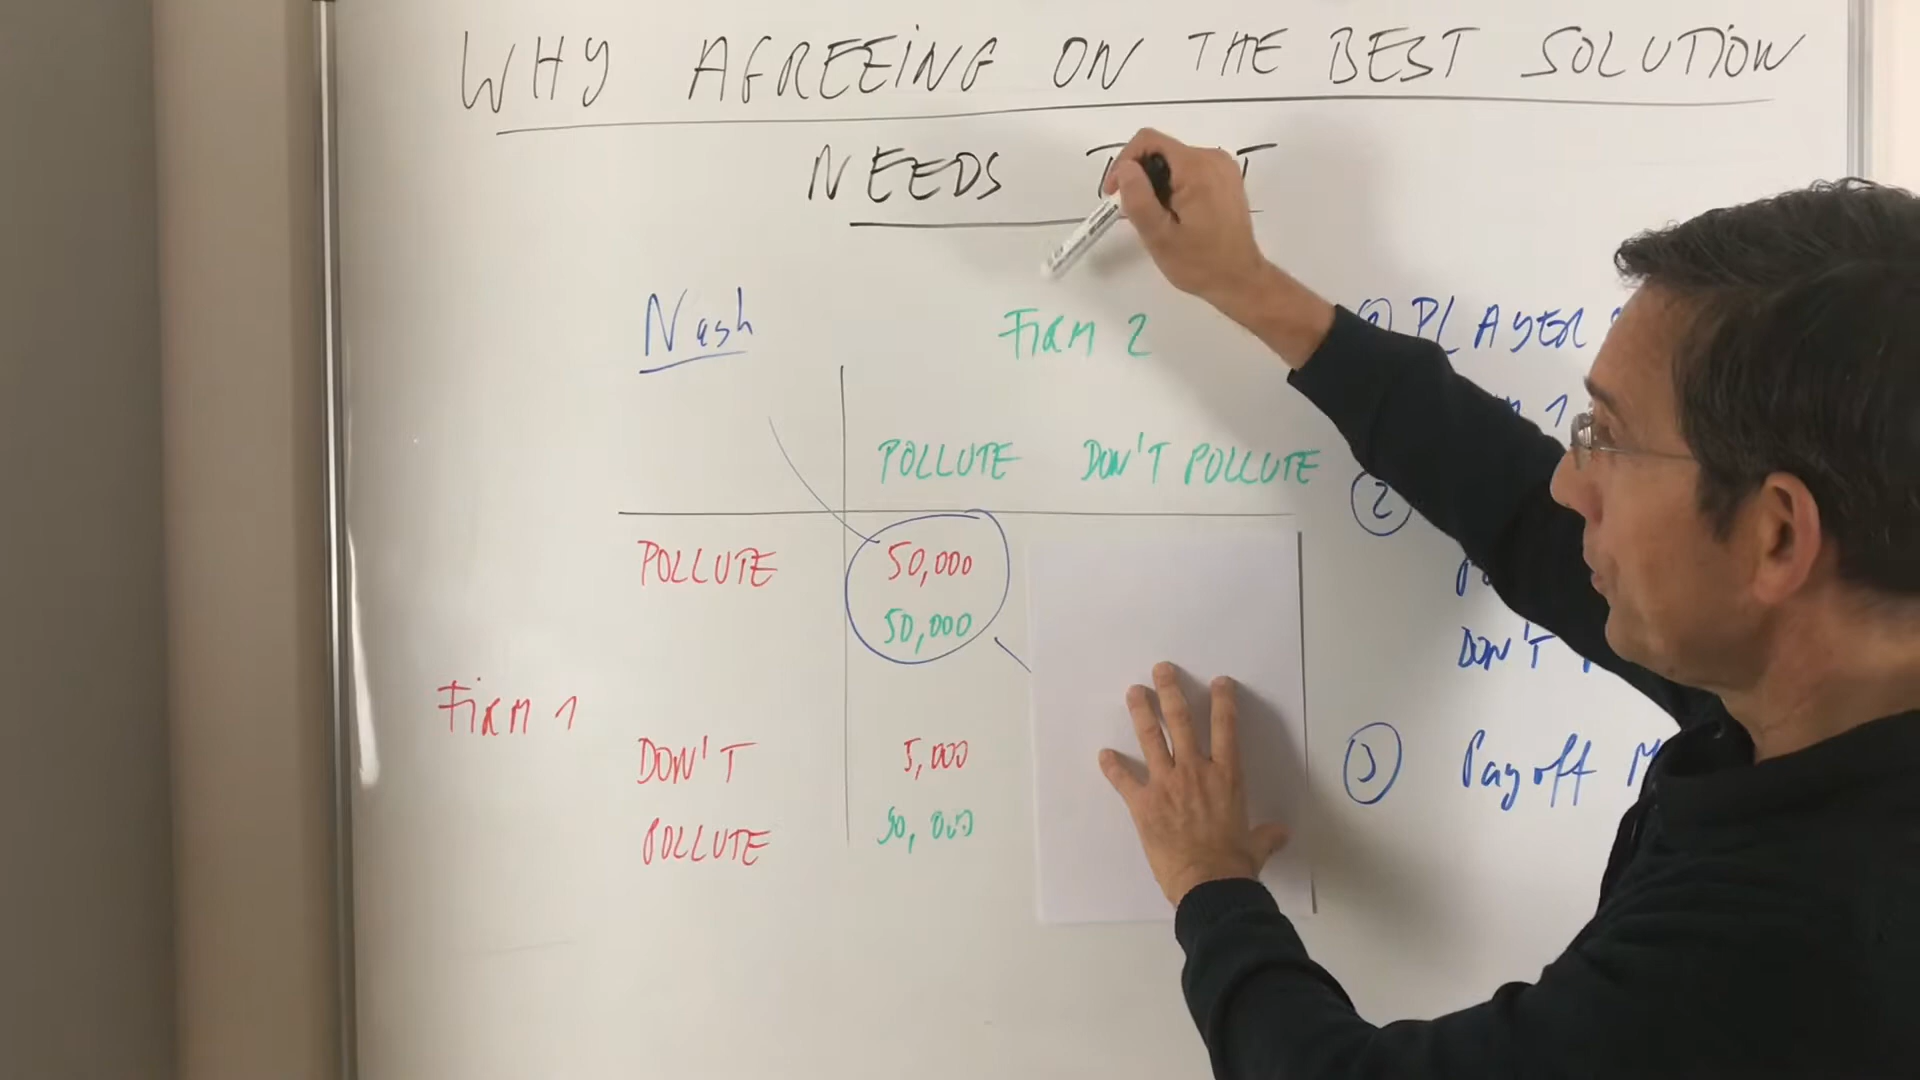 WHY AGREEING ON THE BEST SOLUTION
NEEDS
Nash
FIRM 2
PLAYER
1
POLLUTE DON'T POLLUTE
2
POLLUTE 50,000
50,000
DON'T
FIRM 1
DON'T 5,000
3 Payoff M
POLLUTE 90,000